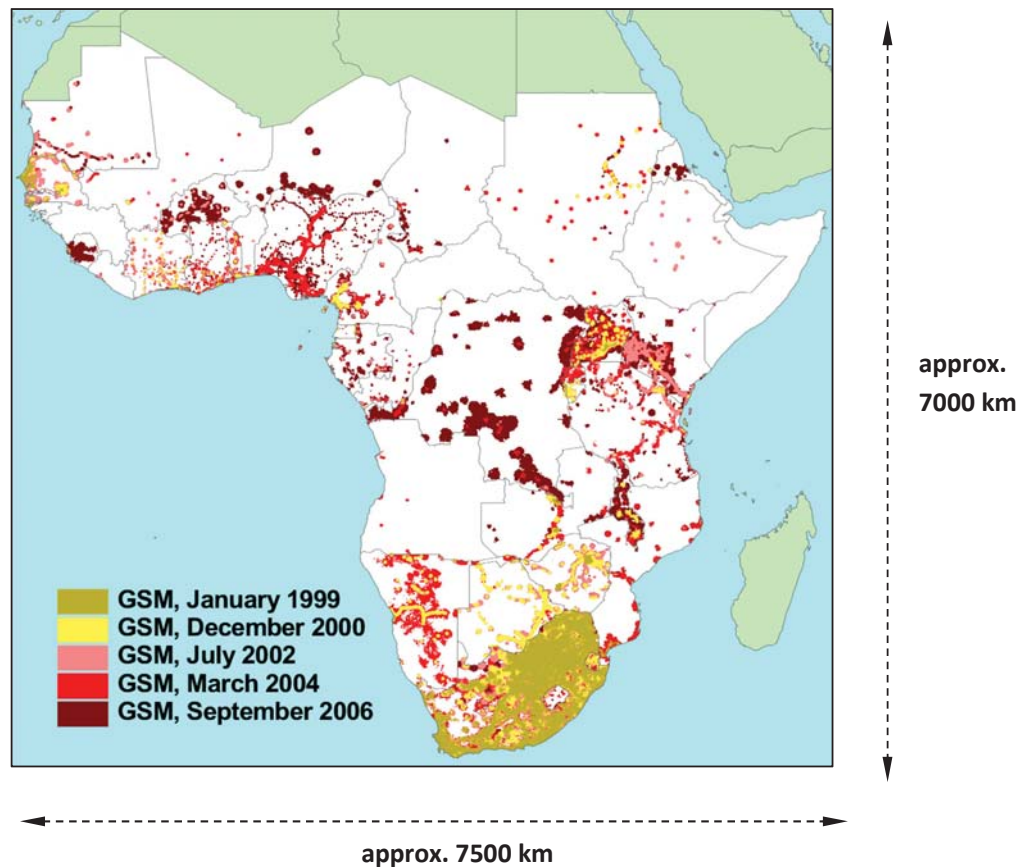 approx.
7000 km
GSM, January 1999
GSM, December 2000
GSM, July 2002
GSM, March 2004
GSM, September 2006
approx. 7500 km